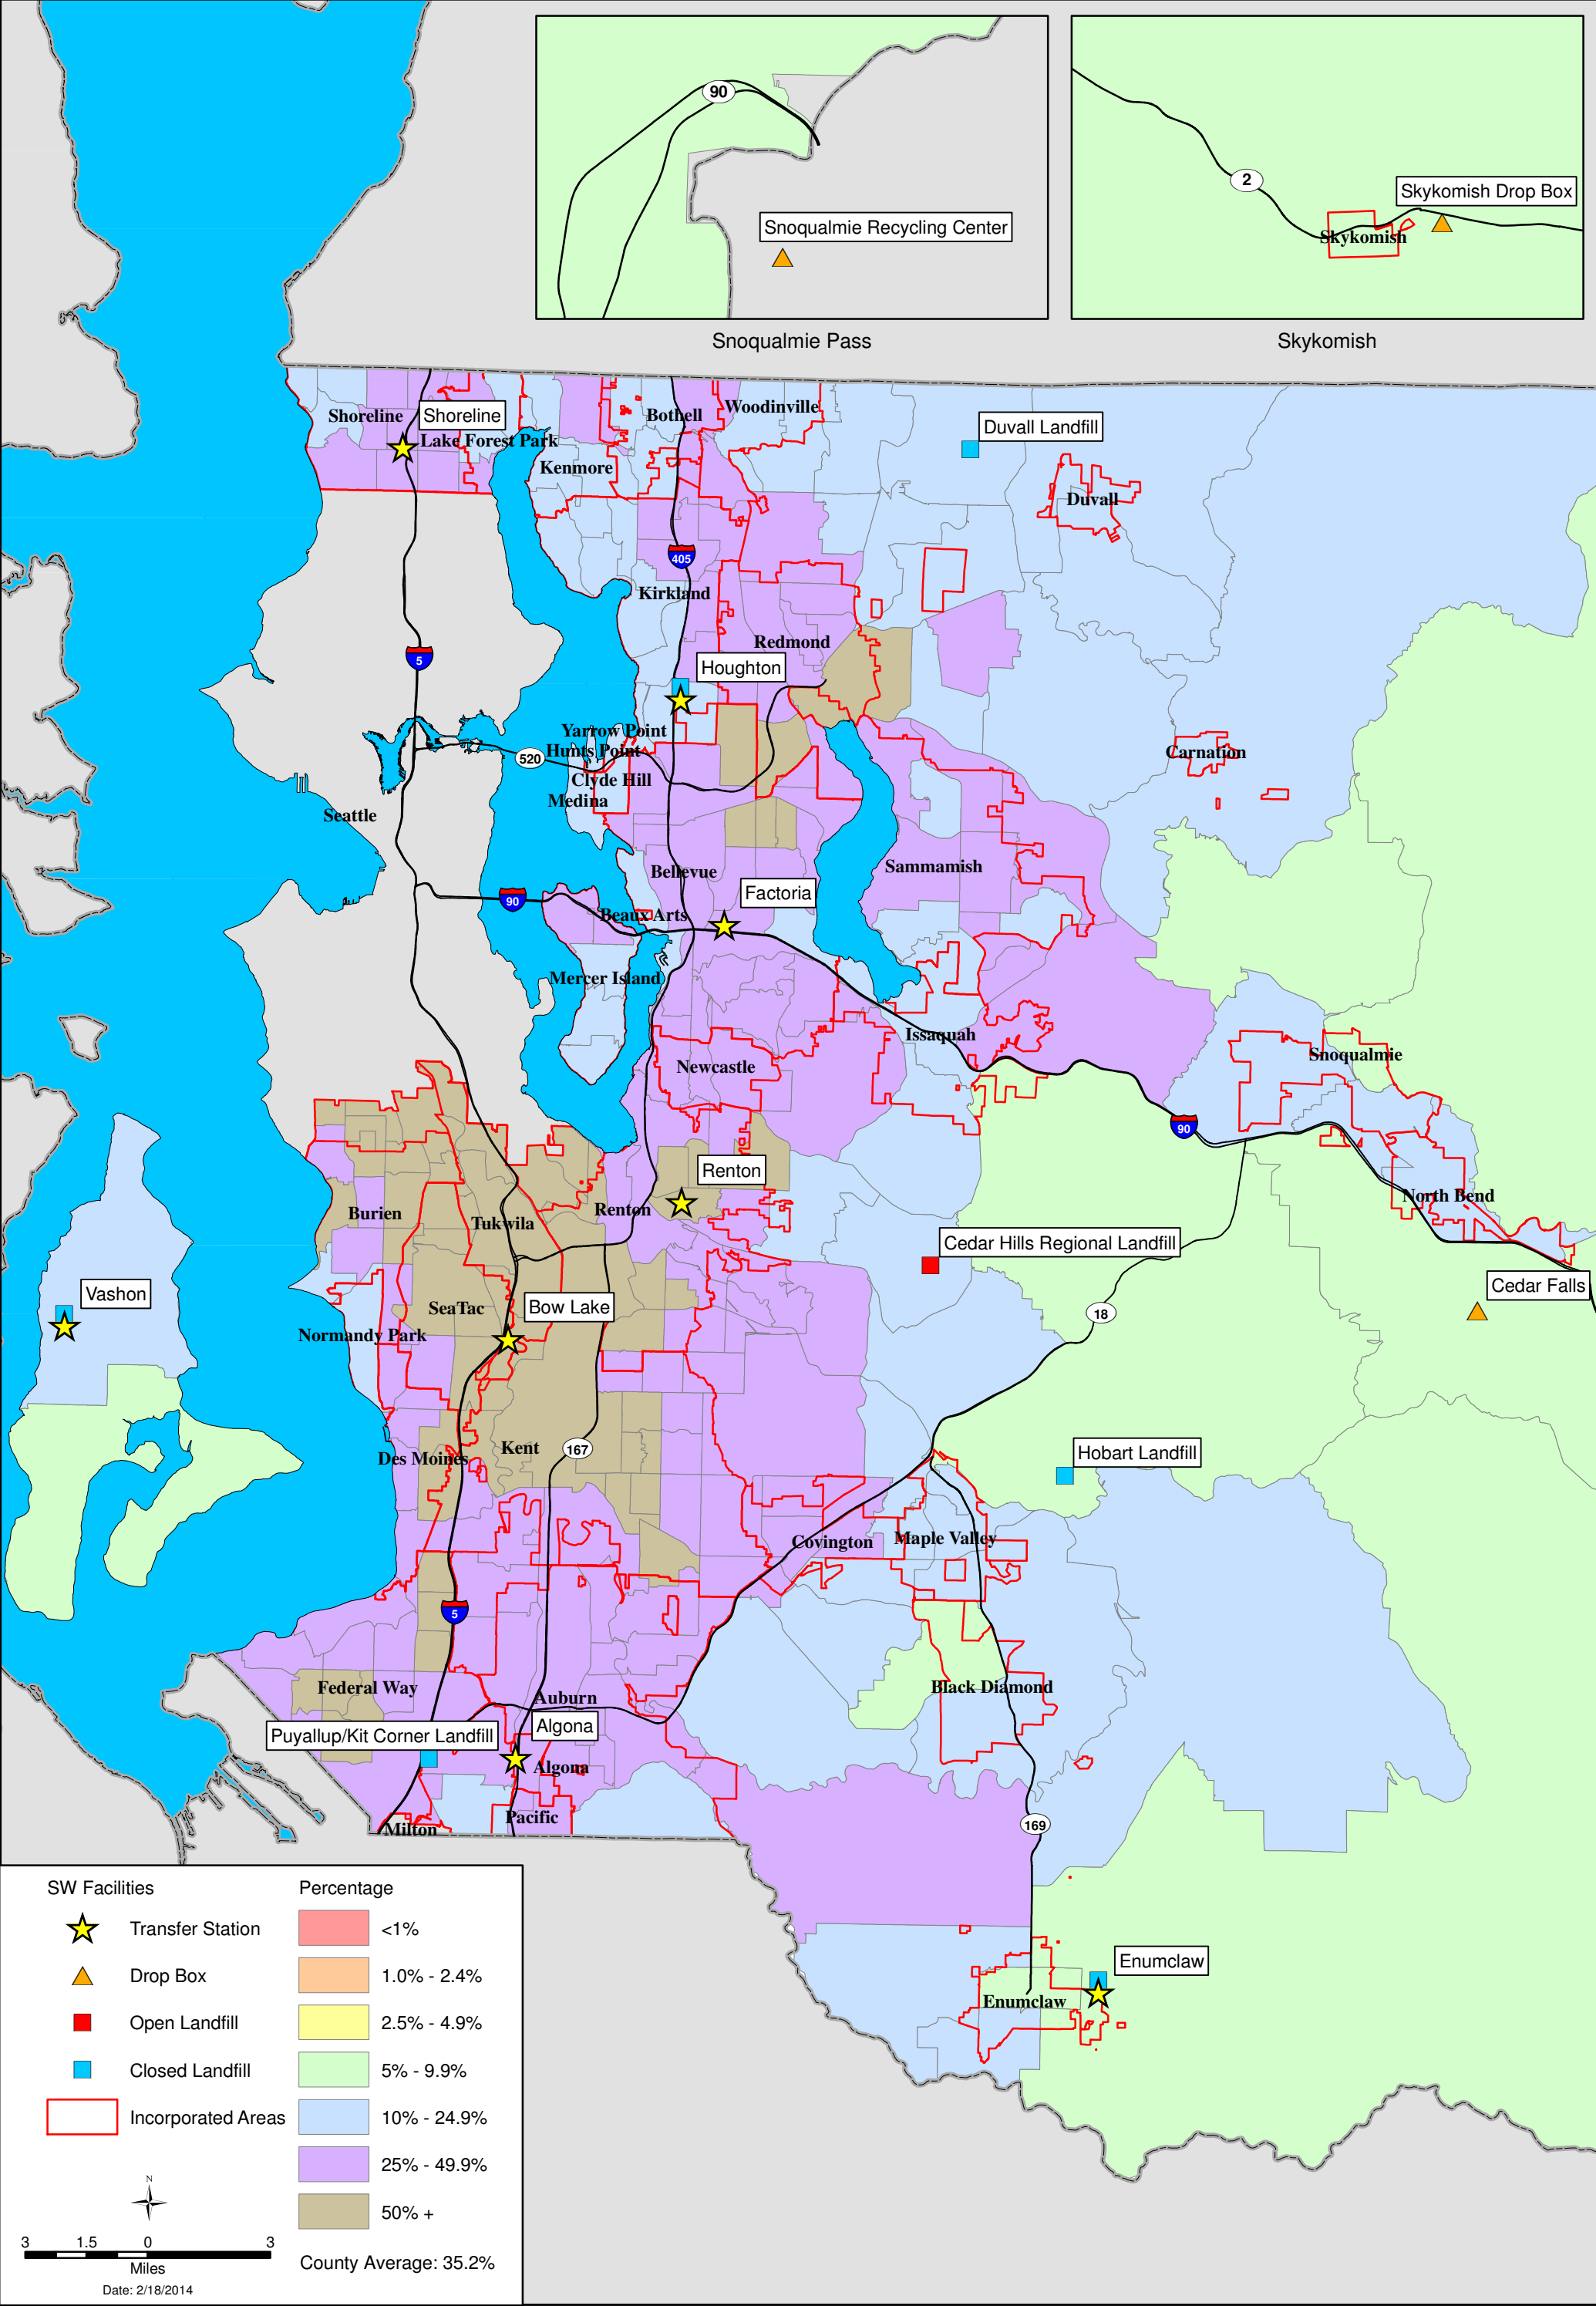 90
Snoqualmie Recycling Center
Snoqualmie Pass
2
Skykomish Drop Box
Skykomish
Skykomish
Shoreline
Shoreline
Lake Forest Park
Kenmore
Bothell
Woodinville
Duvall Landfill
Duvall
405
Kirkland
Redmond
5
Houghton
Yarrow Point
Hunts Point
520
Clyde Hill
Medina
Carnation
Seattle
Bellevue
Sammamish
Factoria
90
Beaux Arts
Mercer Island
Issaquah
Newcastle
Snoqualmie
90
Renton
Renton
North Bend
Burien
Tukwila
Cedar Hills Regional Landfill
Cedar Falls
Vashon
SeaTac
Bow Lake
18
Normandy Park
Kent
167
Des Moines
Hobart Landfill
Covington
Maple Valley
5
Federal Way
Black Diamond
Auburn
Puyallup/Kit Corner Landfill
Algona
Algona
Pacific
Milton
169
Enumclaw
Enumclaw
SW Facilities
Transfer Station
Drop Box
Open Landfill
Closed Landfill
Incorporated Areas
Percentage
<1%
1.0% - 2.4%
2.5% - 4.9%
5% - 9.9%
10% - 24.9%
25% - 49.9%
50% +
County Average: 35.2%
N
3 1.5 0 3
Miles
Date: 2/18/2014